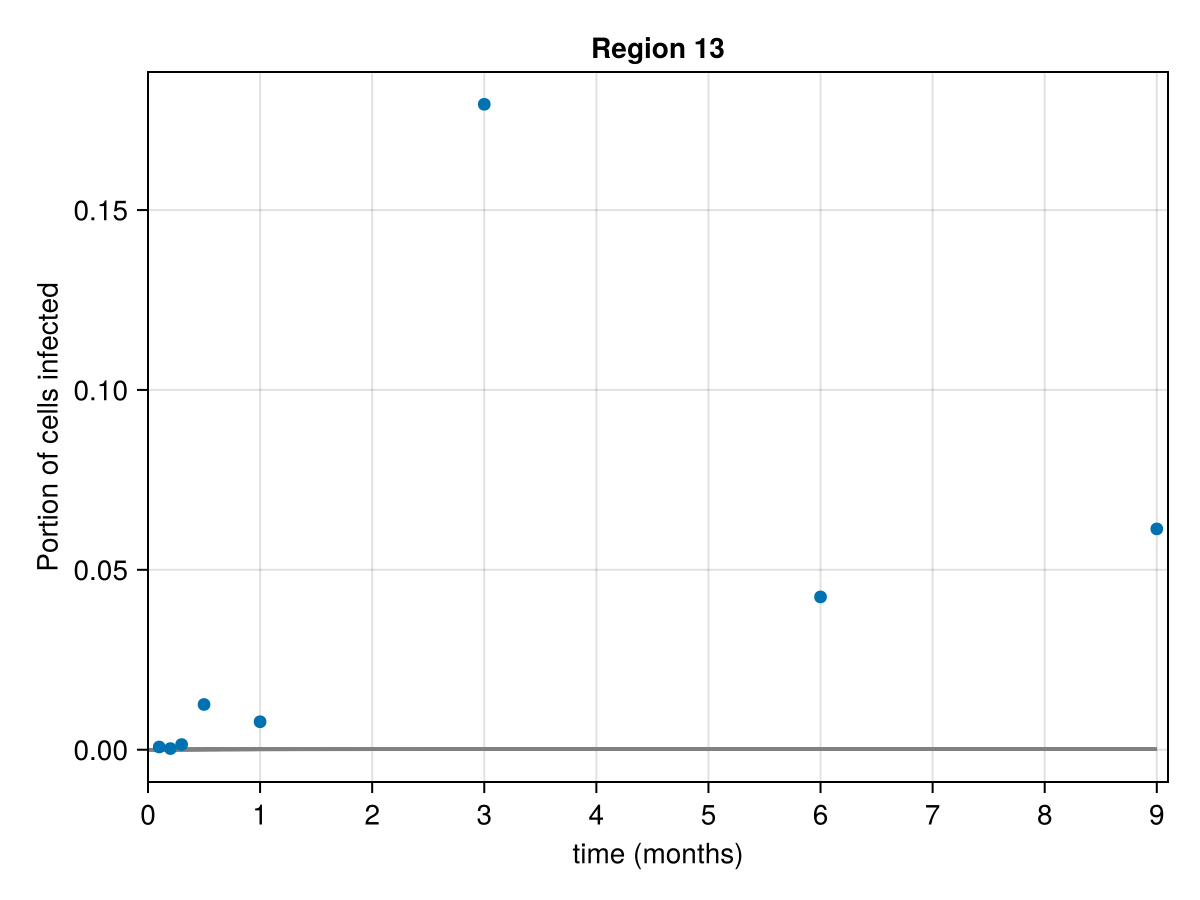 Region 13
Portion of cells infected
0.15
0.10
0.05
0.00
0 1 2 3 4 5 6 7 8 9
time (months)